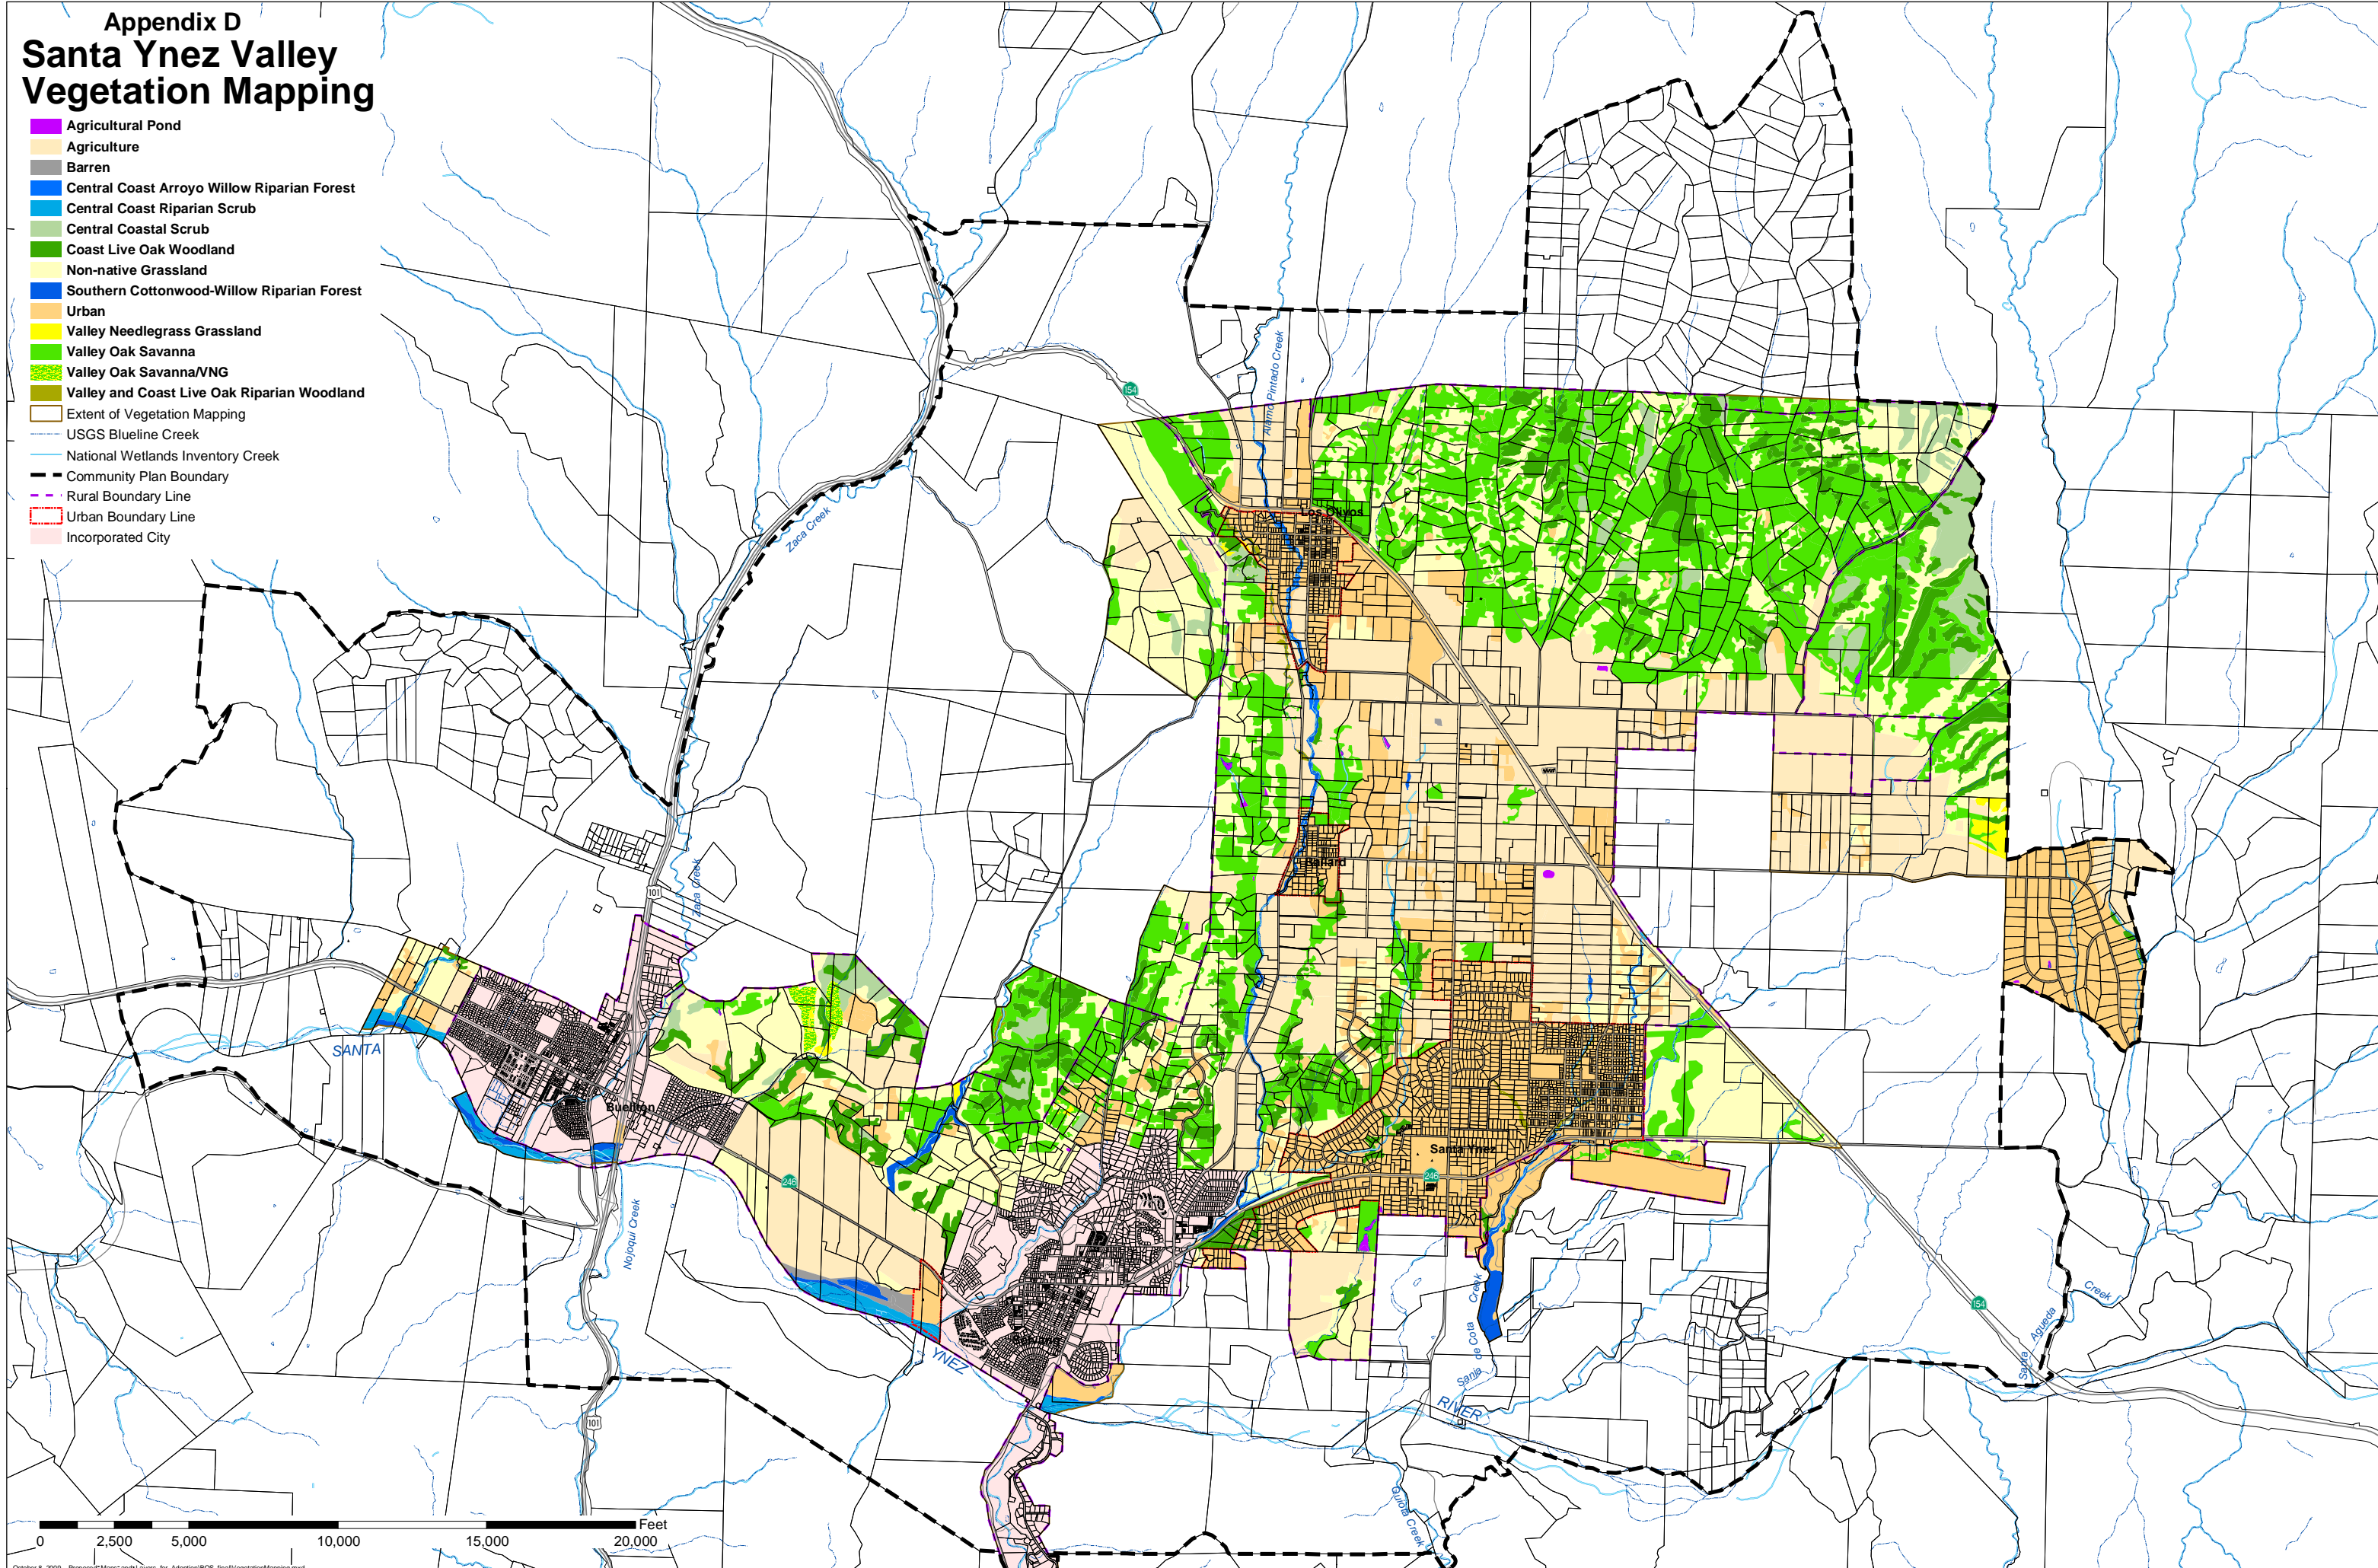 Appendix D
Santa Ynez Valley
Vegetation Mapping
Agricultural Pond
Agriculture
Barren
Central Coast Arroyo Willow Riparian Forest
Central Coast Riparian Scrub
Central Coastal Scrub
Coast Live Oak Woodland
Non-native Grassland
Southern Cottonwood-Willow Riparian Forest
Urban
Valley Needlegrass Grassland
Valley Oak Savanna
Valley Oak Savanna/VNG
Valley and Coast Live Oak Riparian Woodland
Extent of Vegetation Mapping
USGS Blueline Creek
National Wetlands Inventory Creek
Community Plan Boundary
Rural Boundary Line
Urban Boundary Line
Incorporated City
154
Alamo Pintado Creek
Los Olivos
Zaca Creek
Ballard
101
Zaca Creek
SANTA
Buellton
246
Santa Ynez
246
Nojoqui Creek
Solvang
YNEZ
Sanja de Cota Creek
RIVER
154
Santa Agueda Creek
101
Quiota Creek
Feet
0 2,500 5,000 10,000 15,000 20,000